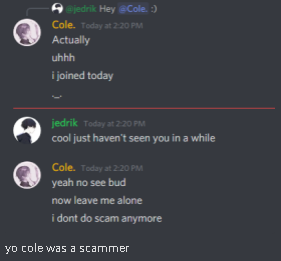 @jedrik Hey @Cole. :)
Cole. Today at 2:20 PM
Actually
uhhh
i joined today
._.
jedrik Today at 2:20 PM
cool just haven't seen you in a while
Cole. Today at 2:20 PM
yeah no see bud
now leave me alone
i dont do scam anymore
yo cole was a scammer